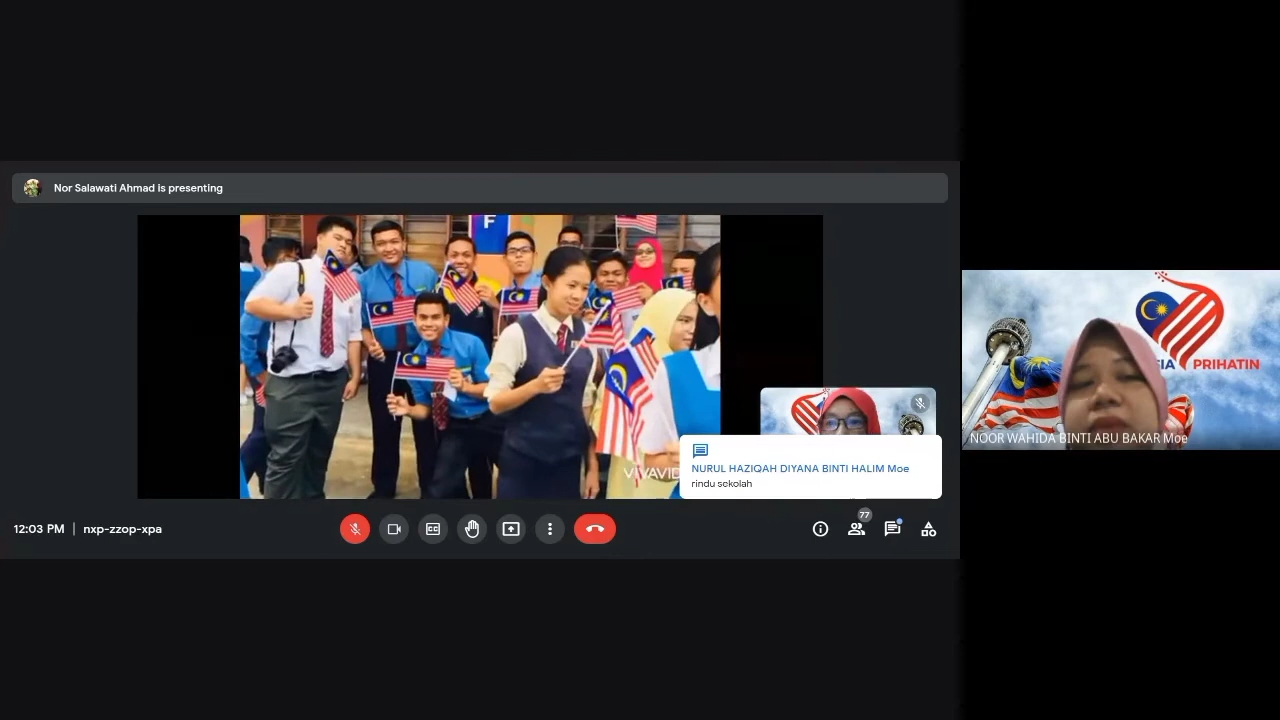 Nor Salawati Ahmad is presenting
F
VIVAVID
NURUL HAZIQAH DIYANA BINTI HALIM Moe
rindu sekolah
12:03 PM | nxp-zzop-xpa
77
IA PRIHATIN
NOOR WAHIDA BINTI ABU BAKAR Moe